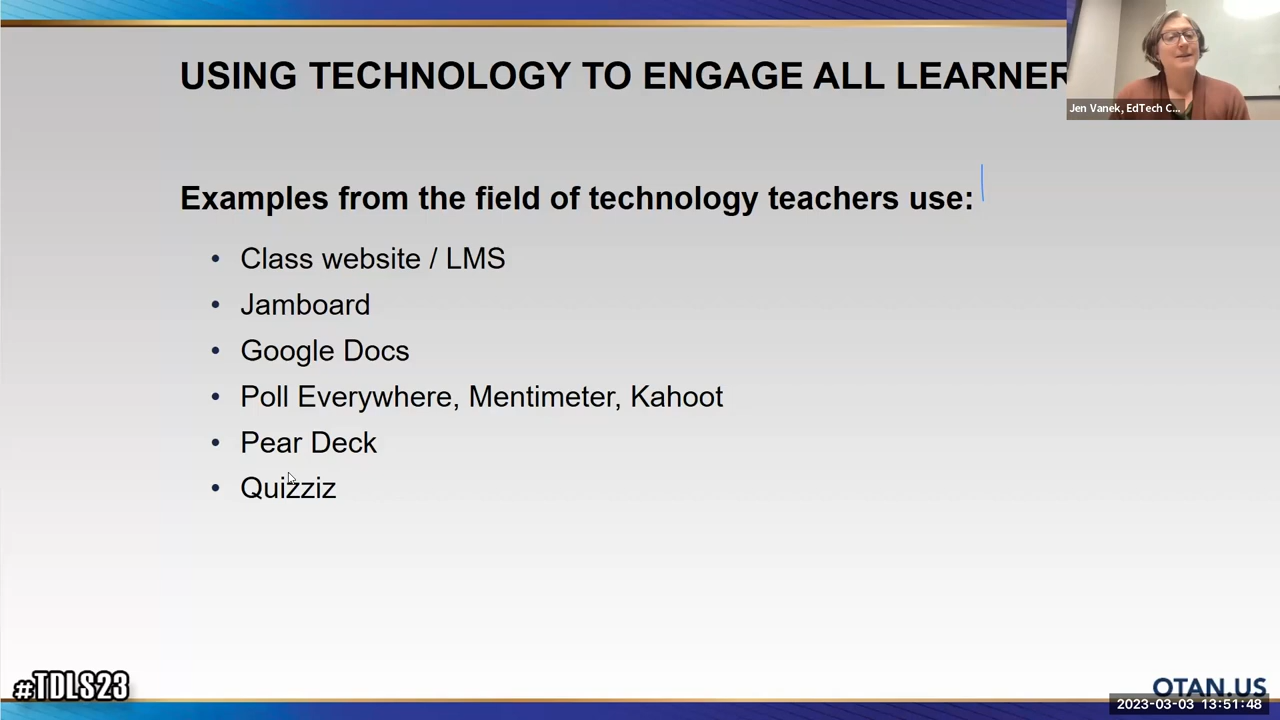 USING TECHNOLOGY TO ENGAGE ALL LEARNER
Jen Vanek, EdTech C...
Examples from the field of technology teachers use:
• Class website / LMS
• Jamboard
• Google Docs
• Poll Everywhere, Mentimeter, Kahoot
• Pear Deck
• Quizziz
#TDLS23
OTAN.US
2023-03-03 13:51:48